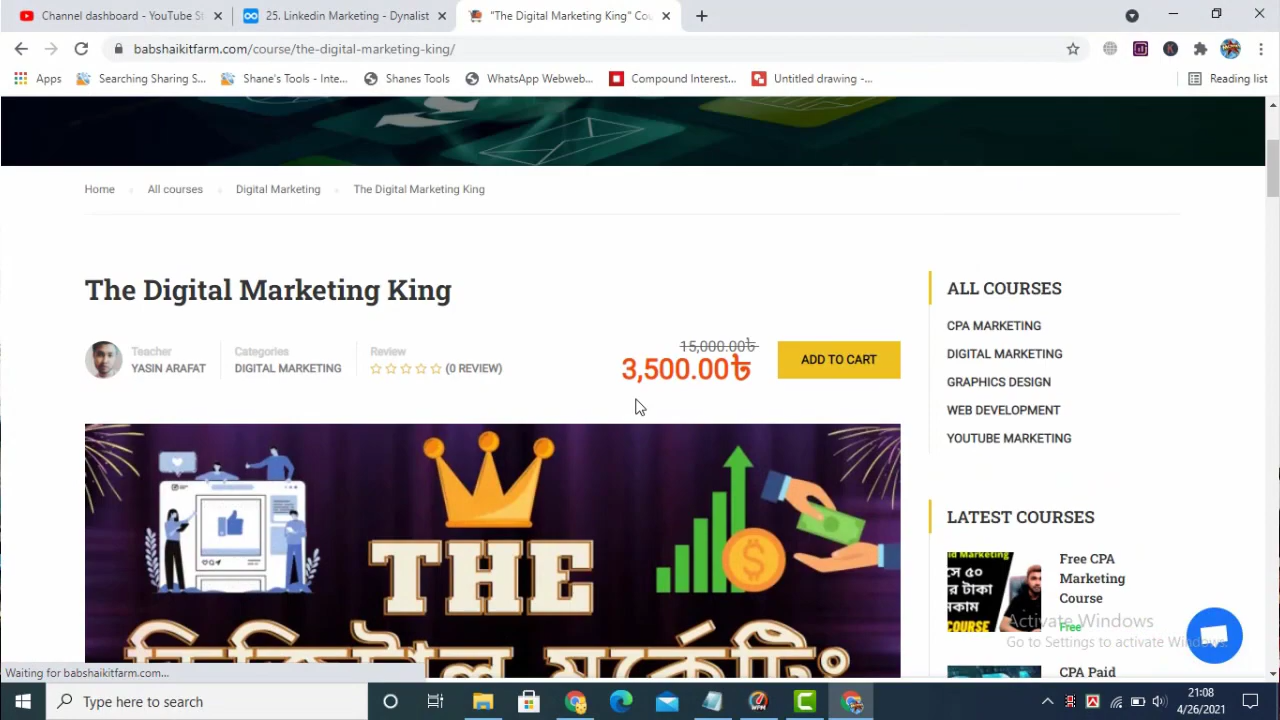 Channel dashboard - YouTube St
25. Linkedin Marketing - Dynalist
"The Digital Marketing King" Cou
babshaikitfarm.com/course/the-digital-marketing-king/
Apps
Searching Sharing S...
Shane's Tools - Inte...
Shanes Tools
WhatsApp Webweb...
Compound Interest...
Untitled drawing -...
Reading list
Home
All courses
Digital Marketing
The Digital Marketing King
The Digital Marketing King
Teacher
YASIN ARAFAT
Categories
DIGITAL MARKETING
Review
(0 REVIEW)
15,000.00৳
3,500.00৳
ADD TO CART
THE
ডিজিটাল মার্কেটিং
ALL COURSES
CPA MARKETING
DIGITAL MARKETING
GRAPHICS DESIGN
WEB DEVELOPMENT
YOUTUBE MARKETING
LATEST COURSES
Free CPA
Marketing
Course
Free
CPA Paid
Activate Windows
Go to Settings to activate Windows.
Waiting for babshaikitfarm.com...
Type here to search
21:08
4/26/2021